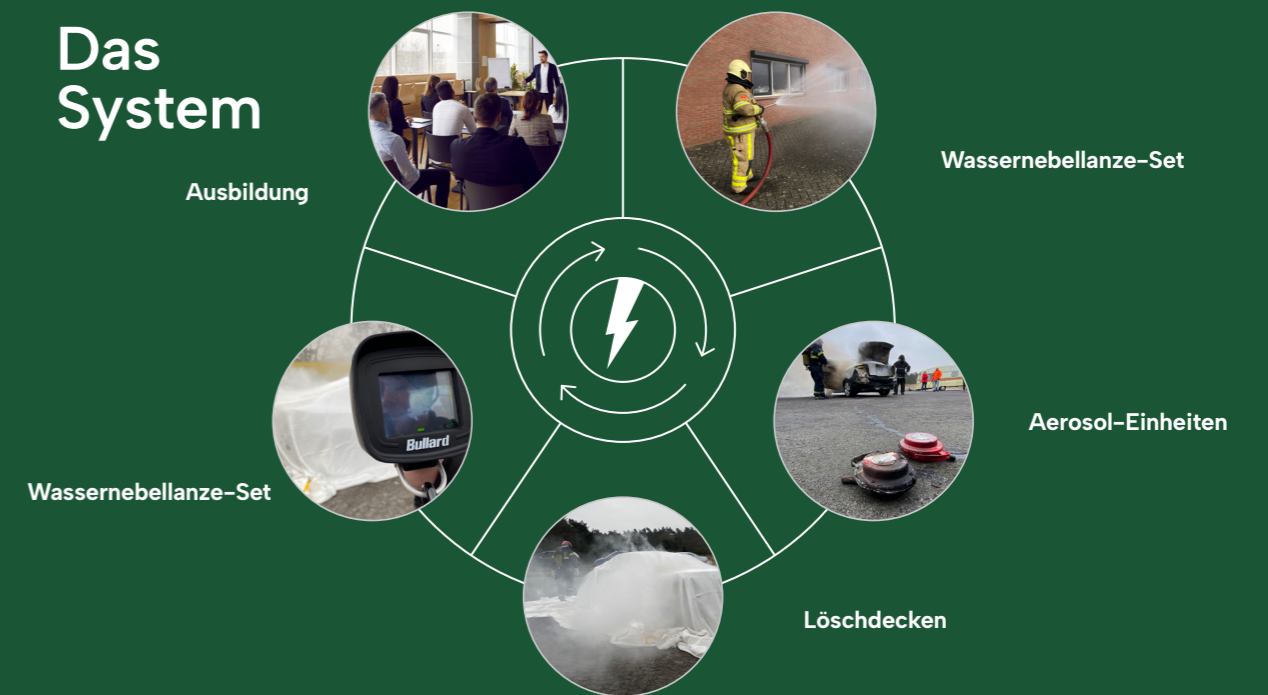 Das
System
Ausbildung
Wassernebellanze-Set
Aerosol-Einheiten
Wassernebellanze-Set
Bullard
Löschdecken